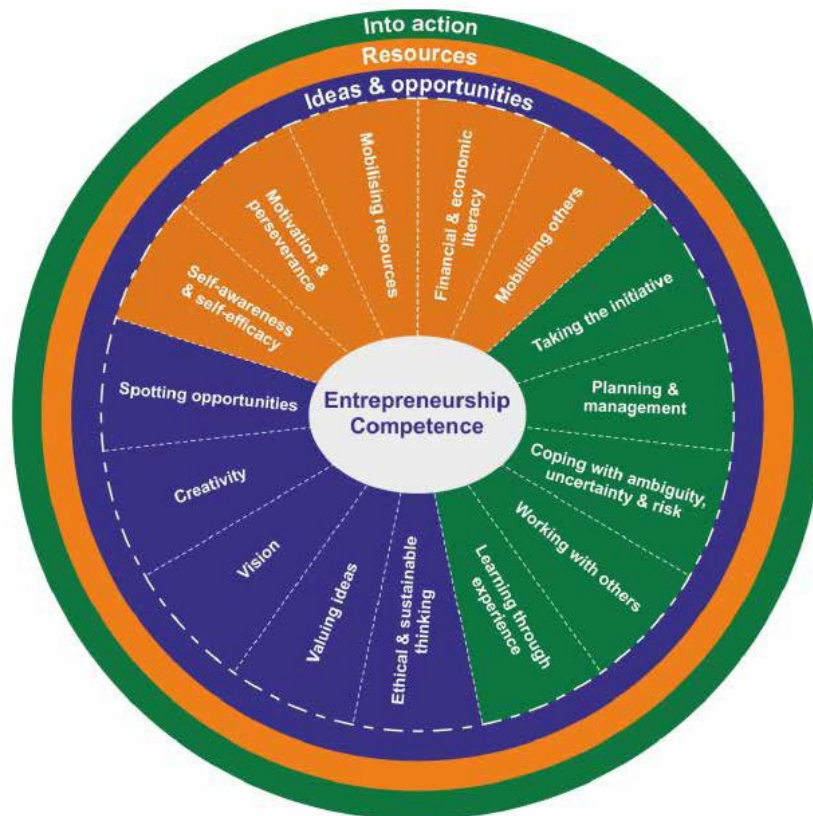 Into action
Resources
Ideas & opportunities
Self-awareness
& self-efficacy
Motivation &
perseverance
Mobilising resources
Financial & economic
literacy
Mobilising others
Taking the initiative
Planning &
management
Coping with ambiguity,
uncertainty & risk
Working with others
Learning through
experience
Ethical & sustainable
thinking
Valuing ideas
Vision
Creativity
Spotting opportunities
Entrepreneurship
Competence